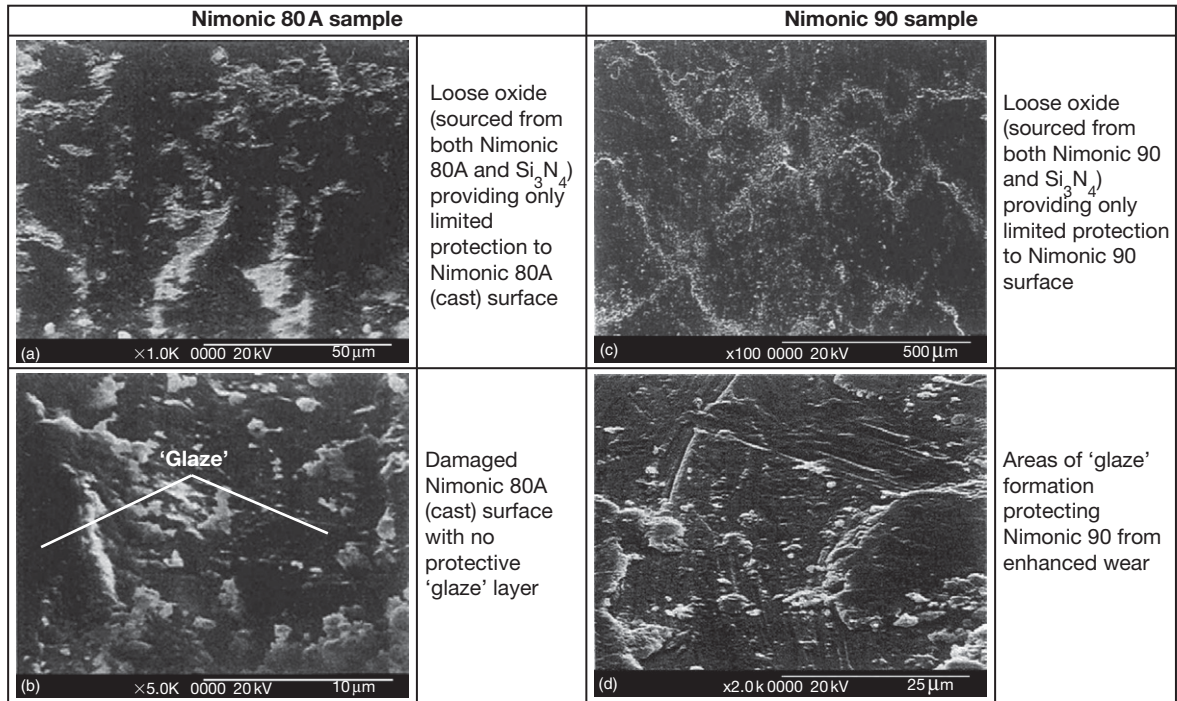 Nimonic 80 A sample
Nimonic 90 sample
(a)
×1.0K 0000 20 kV 50 µm
Loose oxide
(sourced from
both Nimonic
80A and Si3N4)
providing only
limited
protection to
Nimonic 80A
(cast) surface
(c)
x100 0000 20 kV 500 µm
Loose oxide
(sourced from
both Nimonic 90
and Si3N4)
providing only
limited protection
to Nimonic 90
surface
'Glaze'
(b)
×5.0K 0000 20 kV 10 µm
Damaged
Nimonic 80A
(cast) surface
with no
protective
'glaze' layer
(d)
x2.0 k 0000 20 kV 25 µm
Areas of 'glaze'
formation
protecting
Nimonic 90 from
enhanced wear